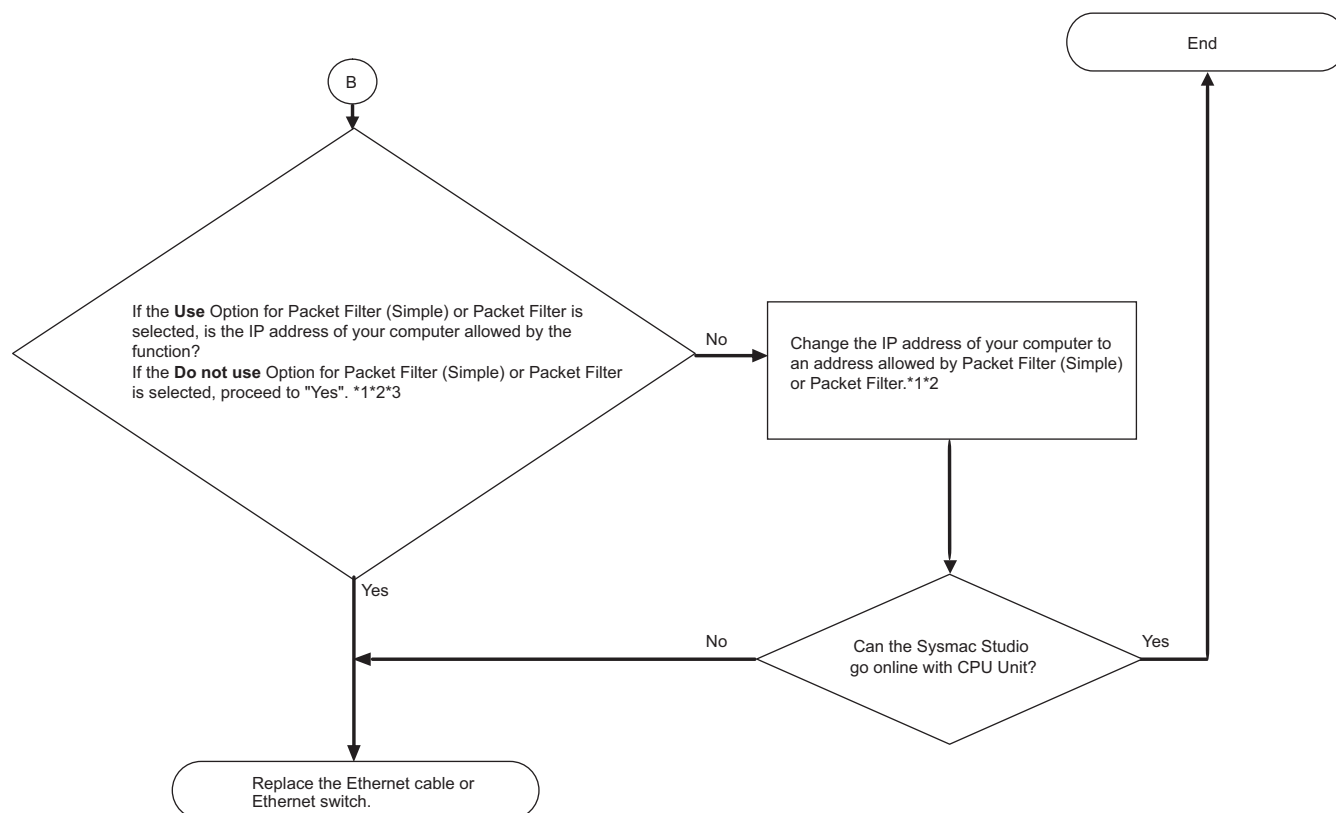 End
B
If the Use Option for Packet Filter (Simple) or Packet Filter is
selected, is the IP address of your computer allowed by the
function?
If the Do not use Option for Packet Filter (Simple) or Packet Filter
is selected, proceed to "Yes". *1*2*3
No
Change the IP address of your computer to
an address allowed by Packet Filter (Simple)
or Packet Filter.*1*2
Yes
No
Can the Sysmac Studio
go online with CPU Unit?
Yes
Replace the Ethernet cable or
Ethernet switch.